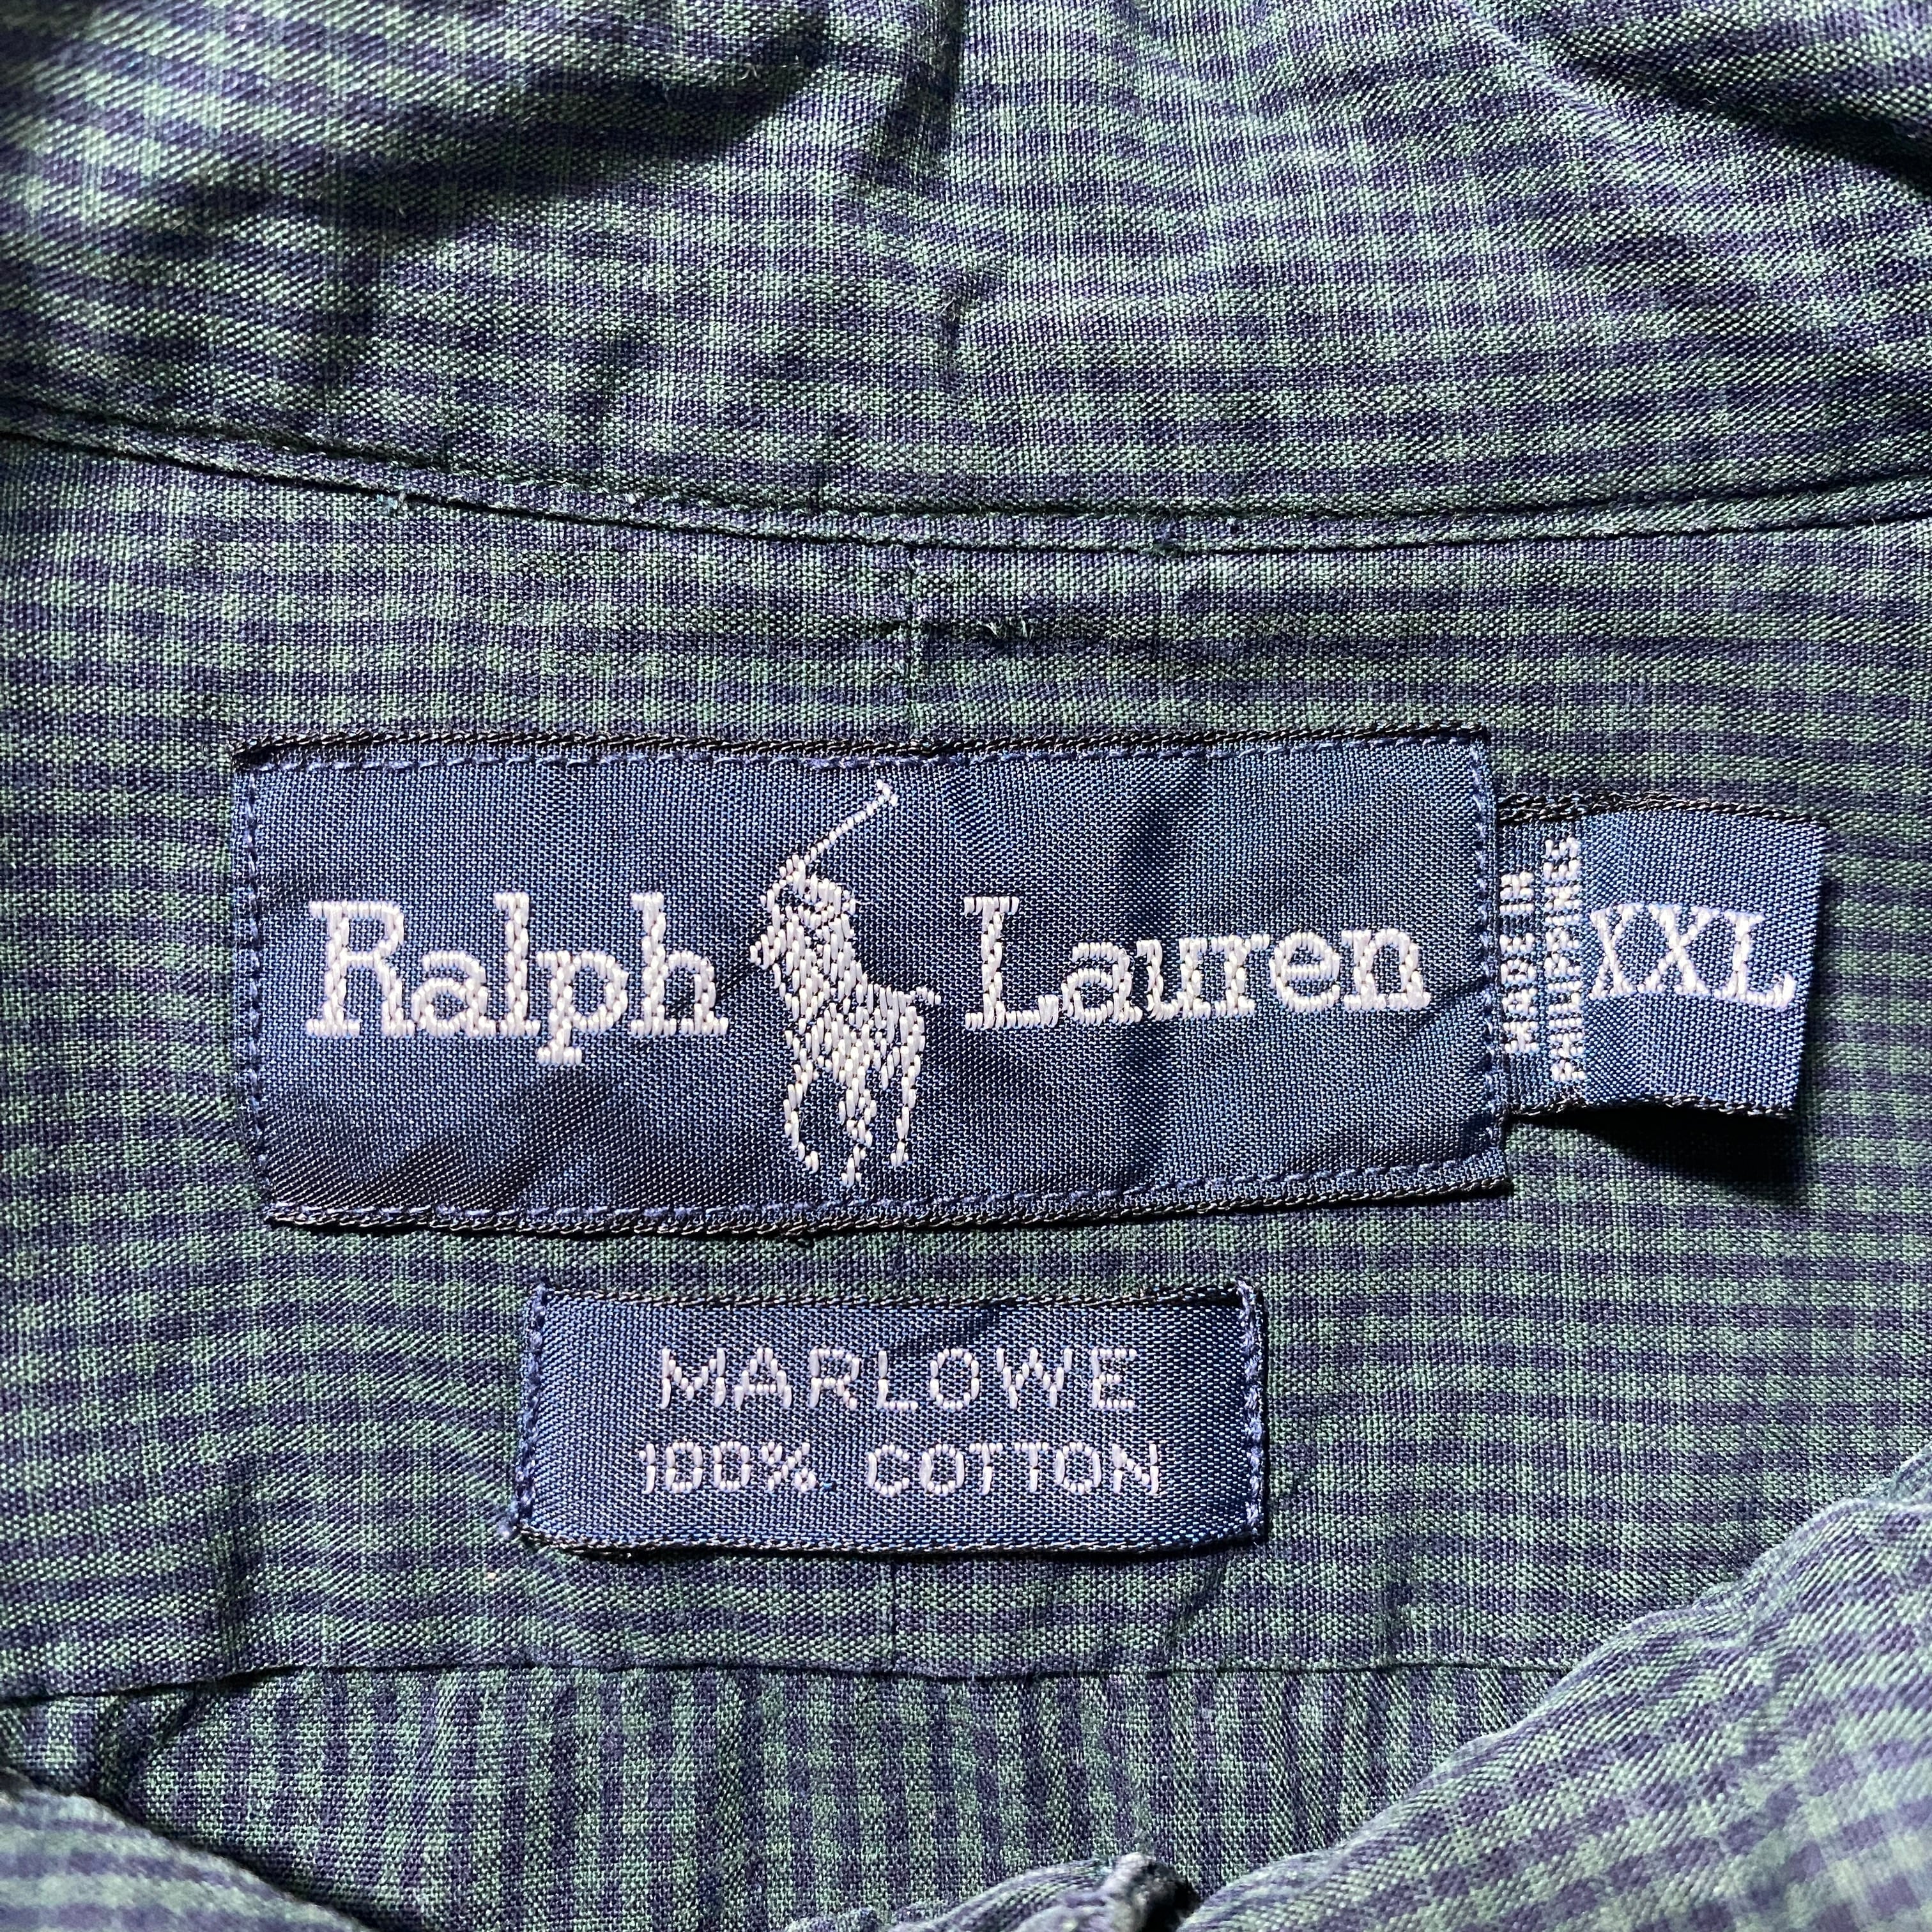 Ralph Lauren
MADE IN
PHILIPPINES
XXL
MARLOWE
100% COTTON